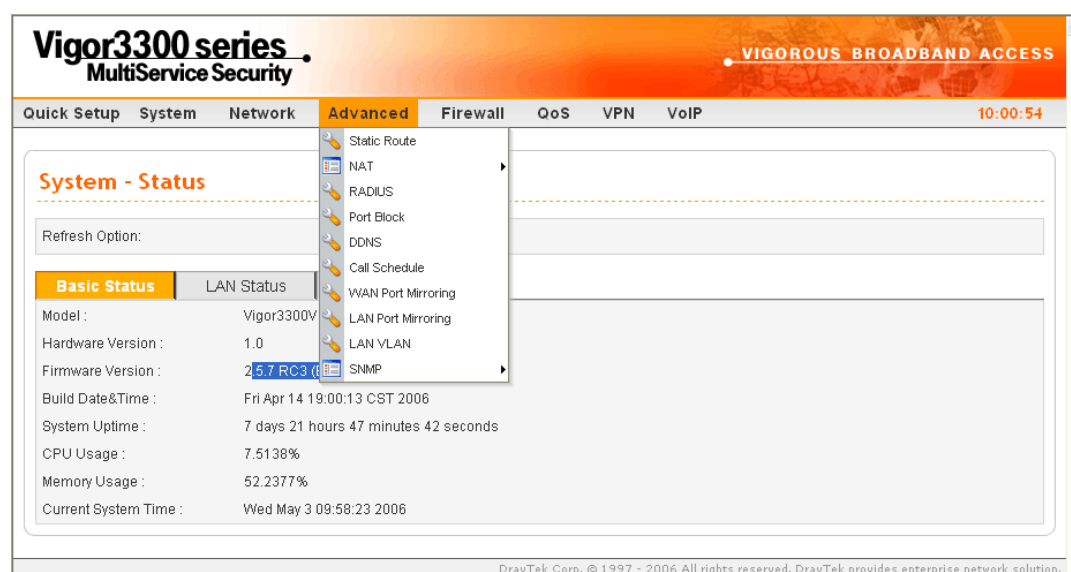 Vigor3300 series
MultiService Security
VIGOROUS BROADBAND ACCESS
Quick Setup System Network Advanced Firewall QoS VPN VoIP 10:00:54
Static Route
NAT
RADIUS
Port Block
DDNS
Call Schedule
WAN Port Mirroring
LAN Port Mirroring
LAN VLAN
SNMP
System - Status
Refresh Option:
Basic Status LAN Status
Model : Vigor3300V
Hardware Version : 1.0
Firmware Version : 2.5.7 RC3
Build Date&Time : Fri Apr 14 19:00:13 CST 2006
System Uptime : 7 days 21 hours 47 minutes 42 seconds
CPU Usage : 7.5138%
Memory Usage : 52.2377%
Current System Time : Wed May 3 09:58:23 2006
DrayTek Corp. © 1997 - 2006 All rights reserved. DrayTek provides enterprise network solution.